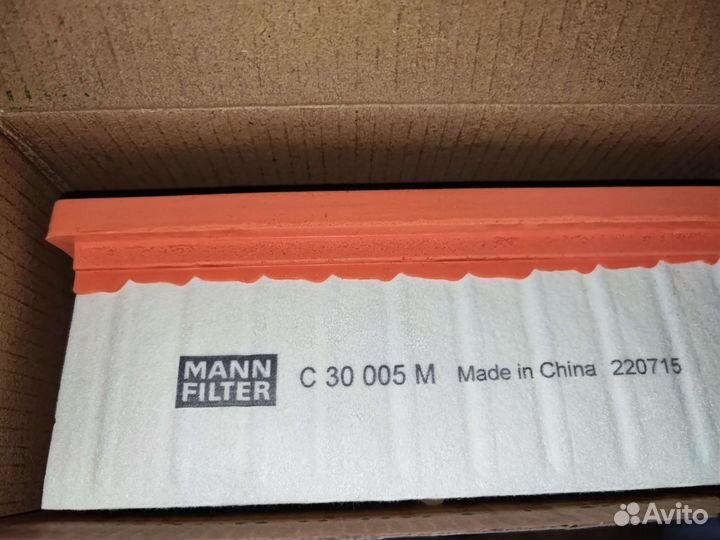 MANN
FILTER
C 30 005 M Made in China 220715
Avito